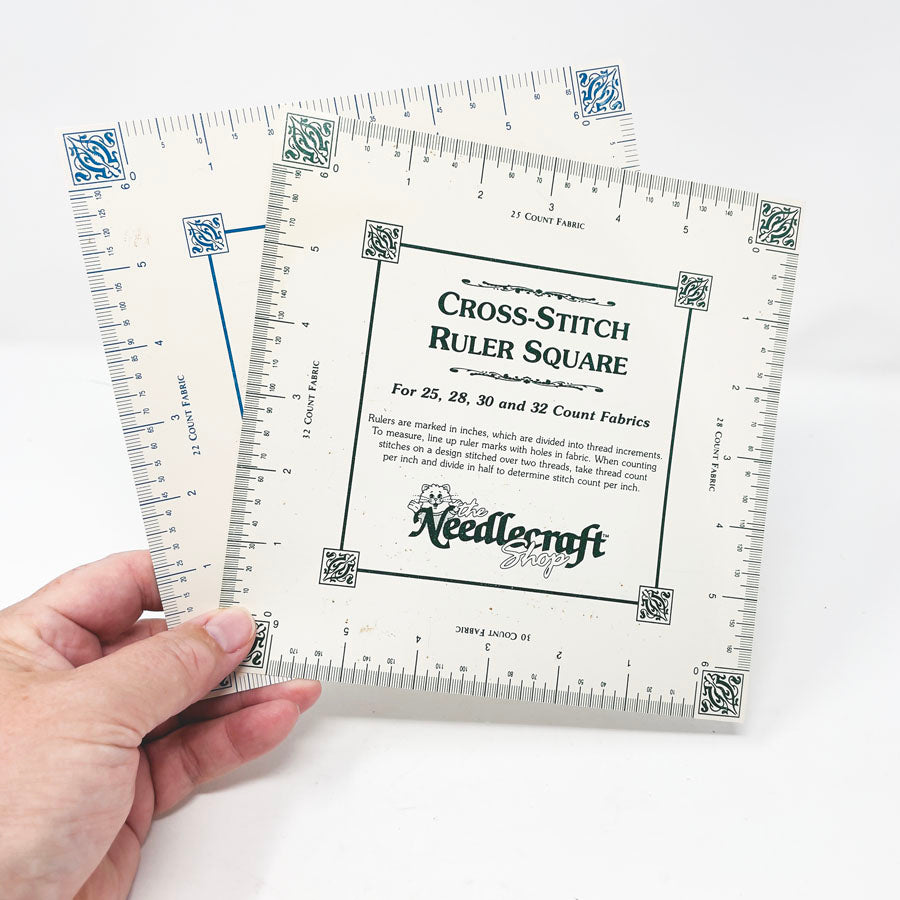 25 COUNT FABRIC
CROSS-STITCH
RULER SQUARE
For 25, 28, 30 and 32 Count Fabrics
Rulers are marked in inches, which are divided into thread increments.
To measure, line up ruler marks with holes in fabric. When counting
stitches on a design stitched over two threads, take thread count
per inch and divide in half to determine stitch count per inch.
the
Needlecraft
Shop™
32 COUNT FABRIC
28 COUNT FABRIC
30 COUNT FABRIC
22 COUNT FABRIC